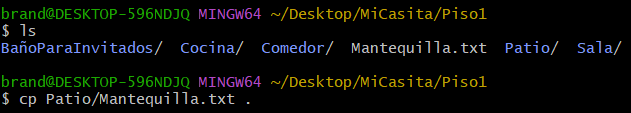 brand@DESKTOP-596NDJQ MINGW64 ~/Desktop/MiCasita/Piso1
$ ls
BañoParaInvitados/  Cocina/  Comedor/  Mantequilla.txt  Patio/  Sala/
brand@DESKTOP-596NDJQ MINGW64 ~/Desktop/MiCasita/Piso1
$ cp Patio/Mantequilla.txt .